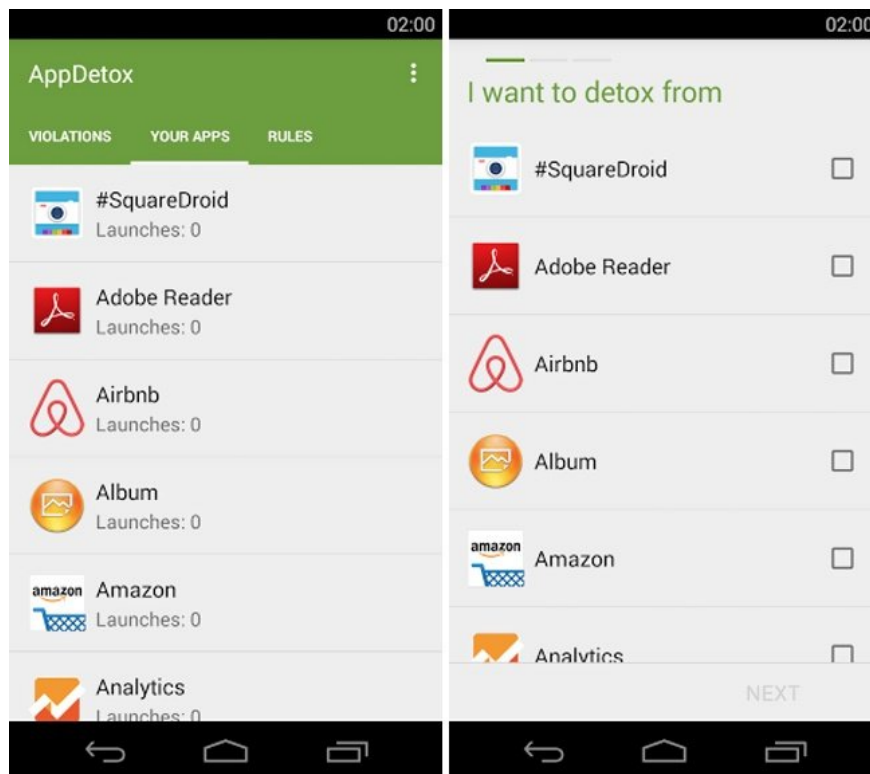 02:00
AppDetox
VIOLATIONS YOUR APPS RULES
#SquareDroid
Launches: 0
Adobe Reader
Launches: 0
Airbnb
Launches: 0
Album
Launches: 0
amazon
Amazon
Launches: 0
Analytics
Launches: 0
02:00
I want to detox from
#SquareDroid
Adobe Reader
Airbnb
Album
amazon
Amazon
Analytics
NEXT